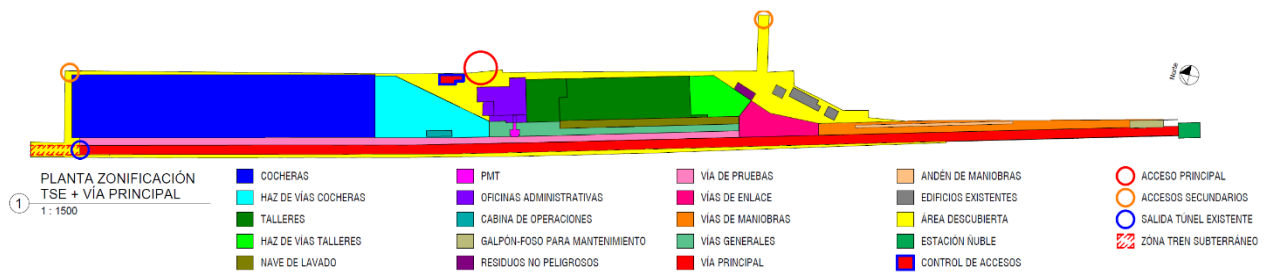 Norte
PLANTA ZONIFICACIÓN
TSE + VÍA PRINCIPAL
1
1 : 1500
COCHERAS
HAZ DE VÍAS COCHERAS
TALLERES
HAZ DE VÍAS TALLERES
NAVE DE LAVADO
PMT
OFICINAS ADMINISTRATIVAS
CABINA DE OPERACIONES
GALPÓN-FOSO PARA MANTENIMIENTO
RESIDUOS NO PELIGROSOS
VÍA DE PRUEBAS
VÍAS DE ENLACE
VÍAS DE MANIOBRAS
VÍAS GENERALES
VÍA PRINCIPAL
ANDÉN DE MANIOBRAS
EDIFICIOS EXISTENTES
ÁREA DESCUBIERTA
ESTACIÓN ÑUBLE
CONTROL DE ACCESOS
ACCESO PRINCIPAL
ACCESOS SECUNDARIOS
SALIDA TÚNEL EXISTENTE
ZONA TREN SUBTERRÁNEO